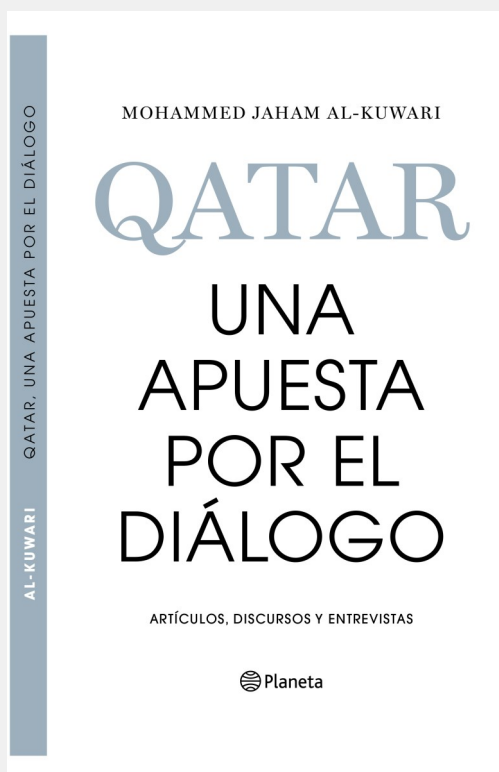 QATAR, UNA APUESTA POR EL DIÁLOGO
AL-KUWARI
MOHAMMED JAHAM AL-KUWARI
QATAR
UNA
APUESTA
POR EL
DIÁLOGO
ARTÍCULOS, DISCURSOS Y ENTREVISTAS
Planeta